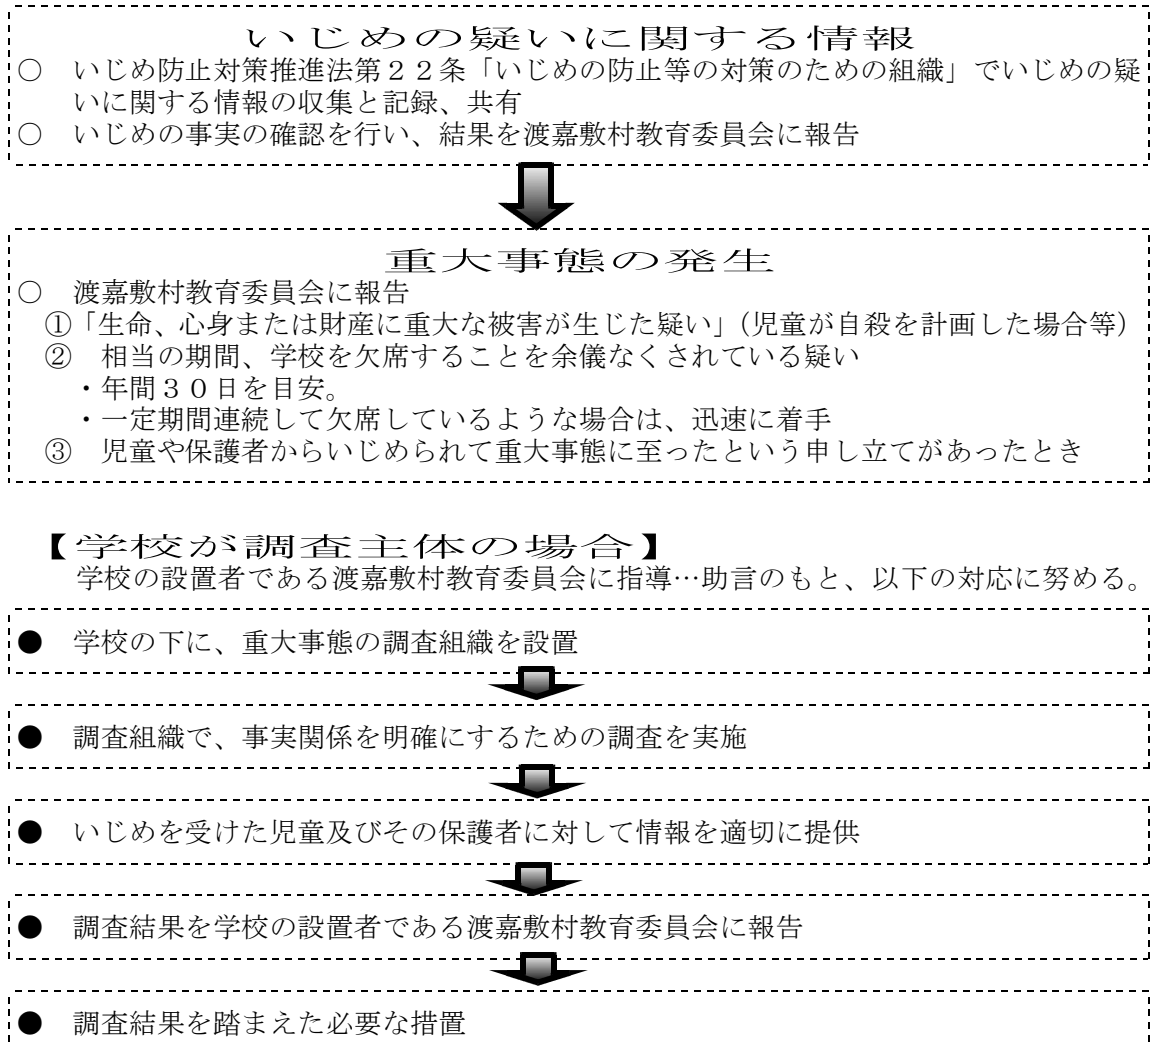 いじめの疑いに関する情報
○　いじめ防止対策推進法第２２条「いじめの防止等の対策のための組織」でいじめの疑
いに関する情報の収集と記録、共有
○　いじめの事実の確認を行い、結果を渡嘉敷村教育委員会に報告
重大事態の発生
○　渡嘉敷村教育委員会に報告
①「生命、心身または財産に重大な被害が生じた疑い」（児童が自殺を計画した場合等）
②　相当の期間、学校を欠席することを余儀なくされている疑い
・年間３０日を目安。
・一定期間連続して欠席しているような場合は、迅速に着手
③　児童や保護者からいじめられて重大事態に至ったという申し立てがあったとき
【学校が調査主体の場合】
学校の設置者である渡嘉敷村教育委員会に指導…助言のもと、以下の対応に努める。
●　学校の下に、重大事態の調査組織を設置
●　調査組織で、事実関係を明確にするための調査を実施
●　いじめを受けた児童及びその保護者に対して情報を適切に提供
●　調査結果を学校の設置者である渡嘉敷村教育委員会に報告
●　調査結果を踏まえた必要な措置